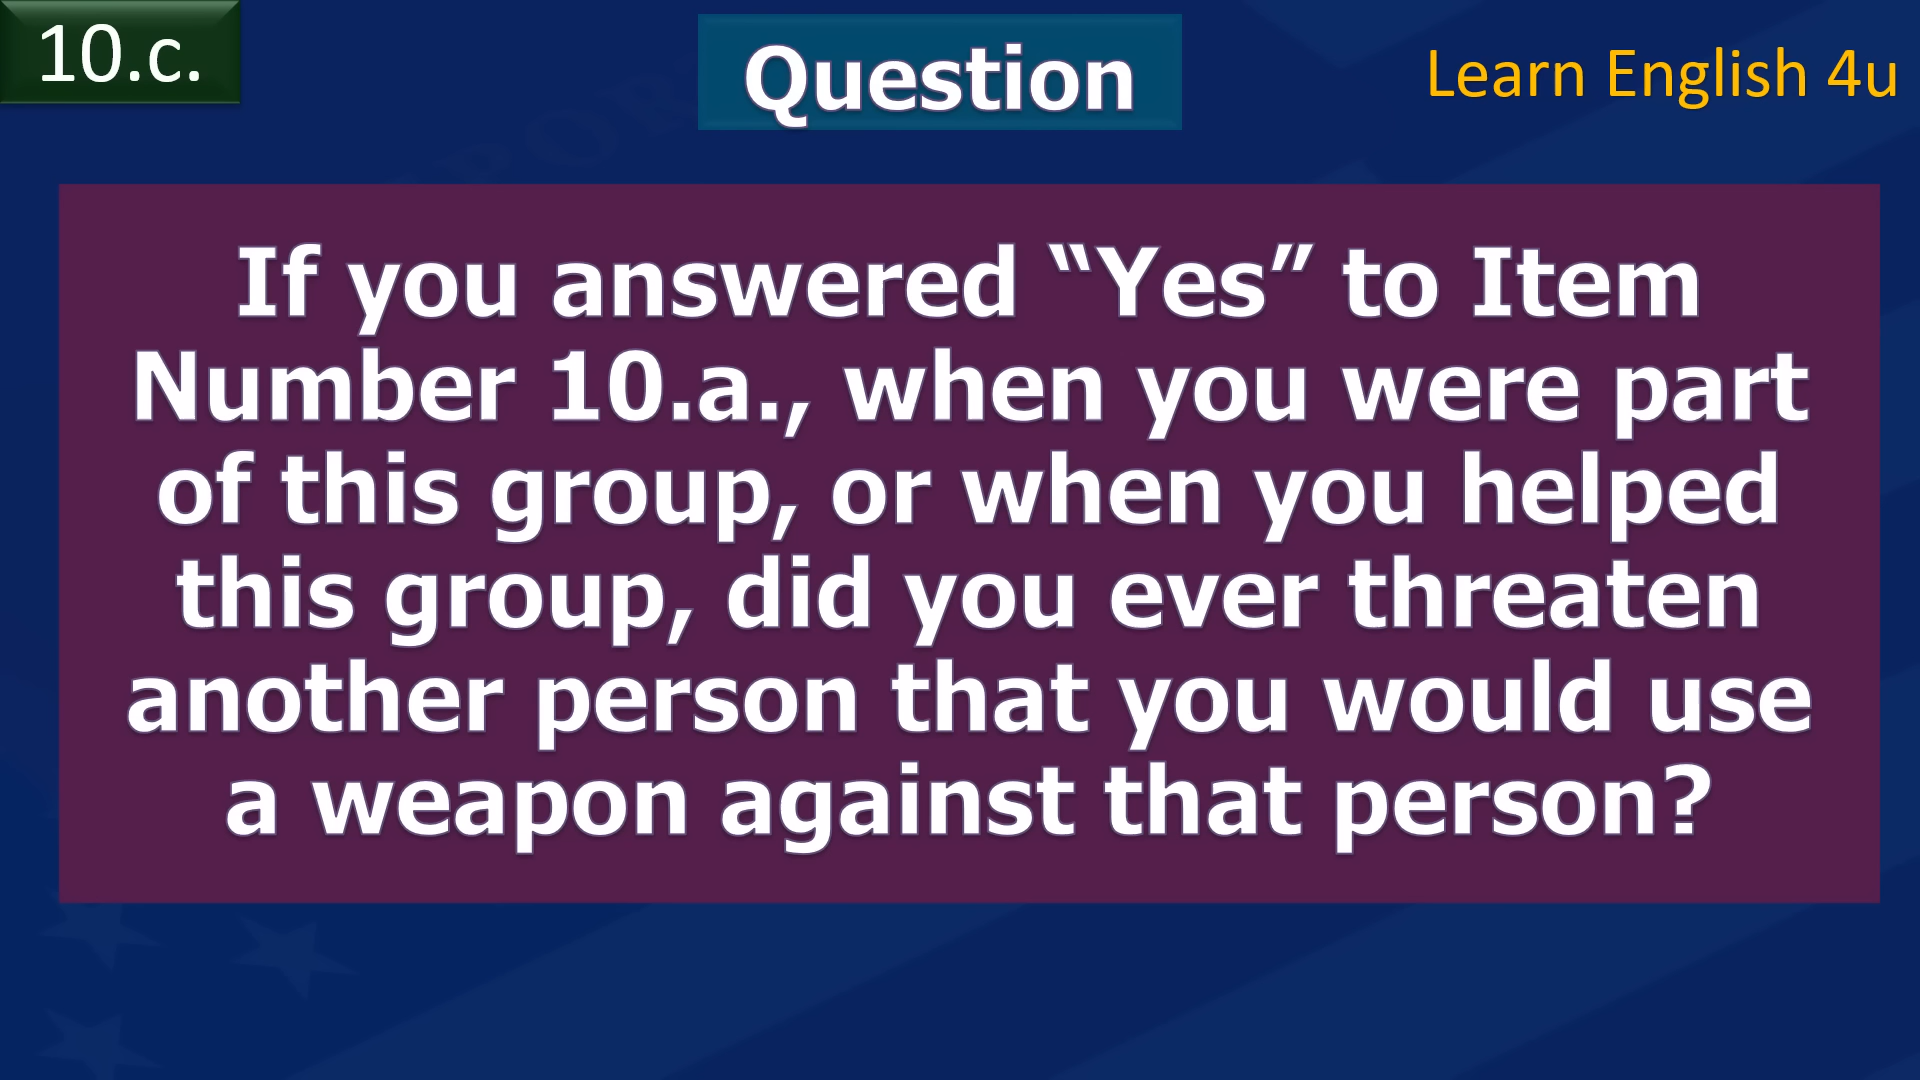 10.c.
Question
Learn English 4u
If you answered “Yes” to Item
Number 10.a., when you were part
of this group, or when you helped
this group, did you ever threaten
another person that you would use
a weapon against that person?